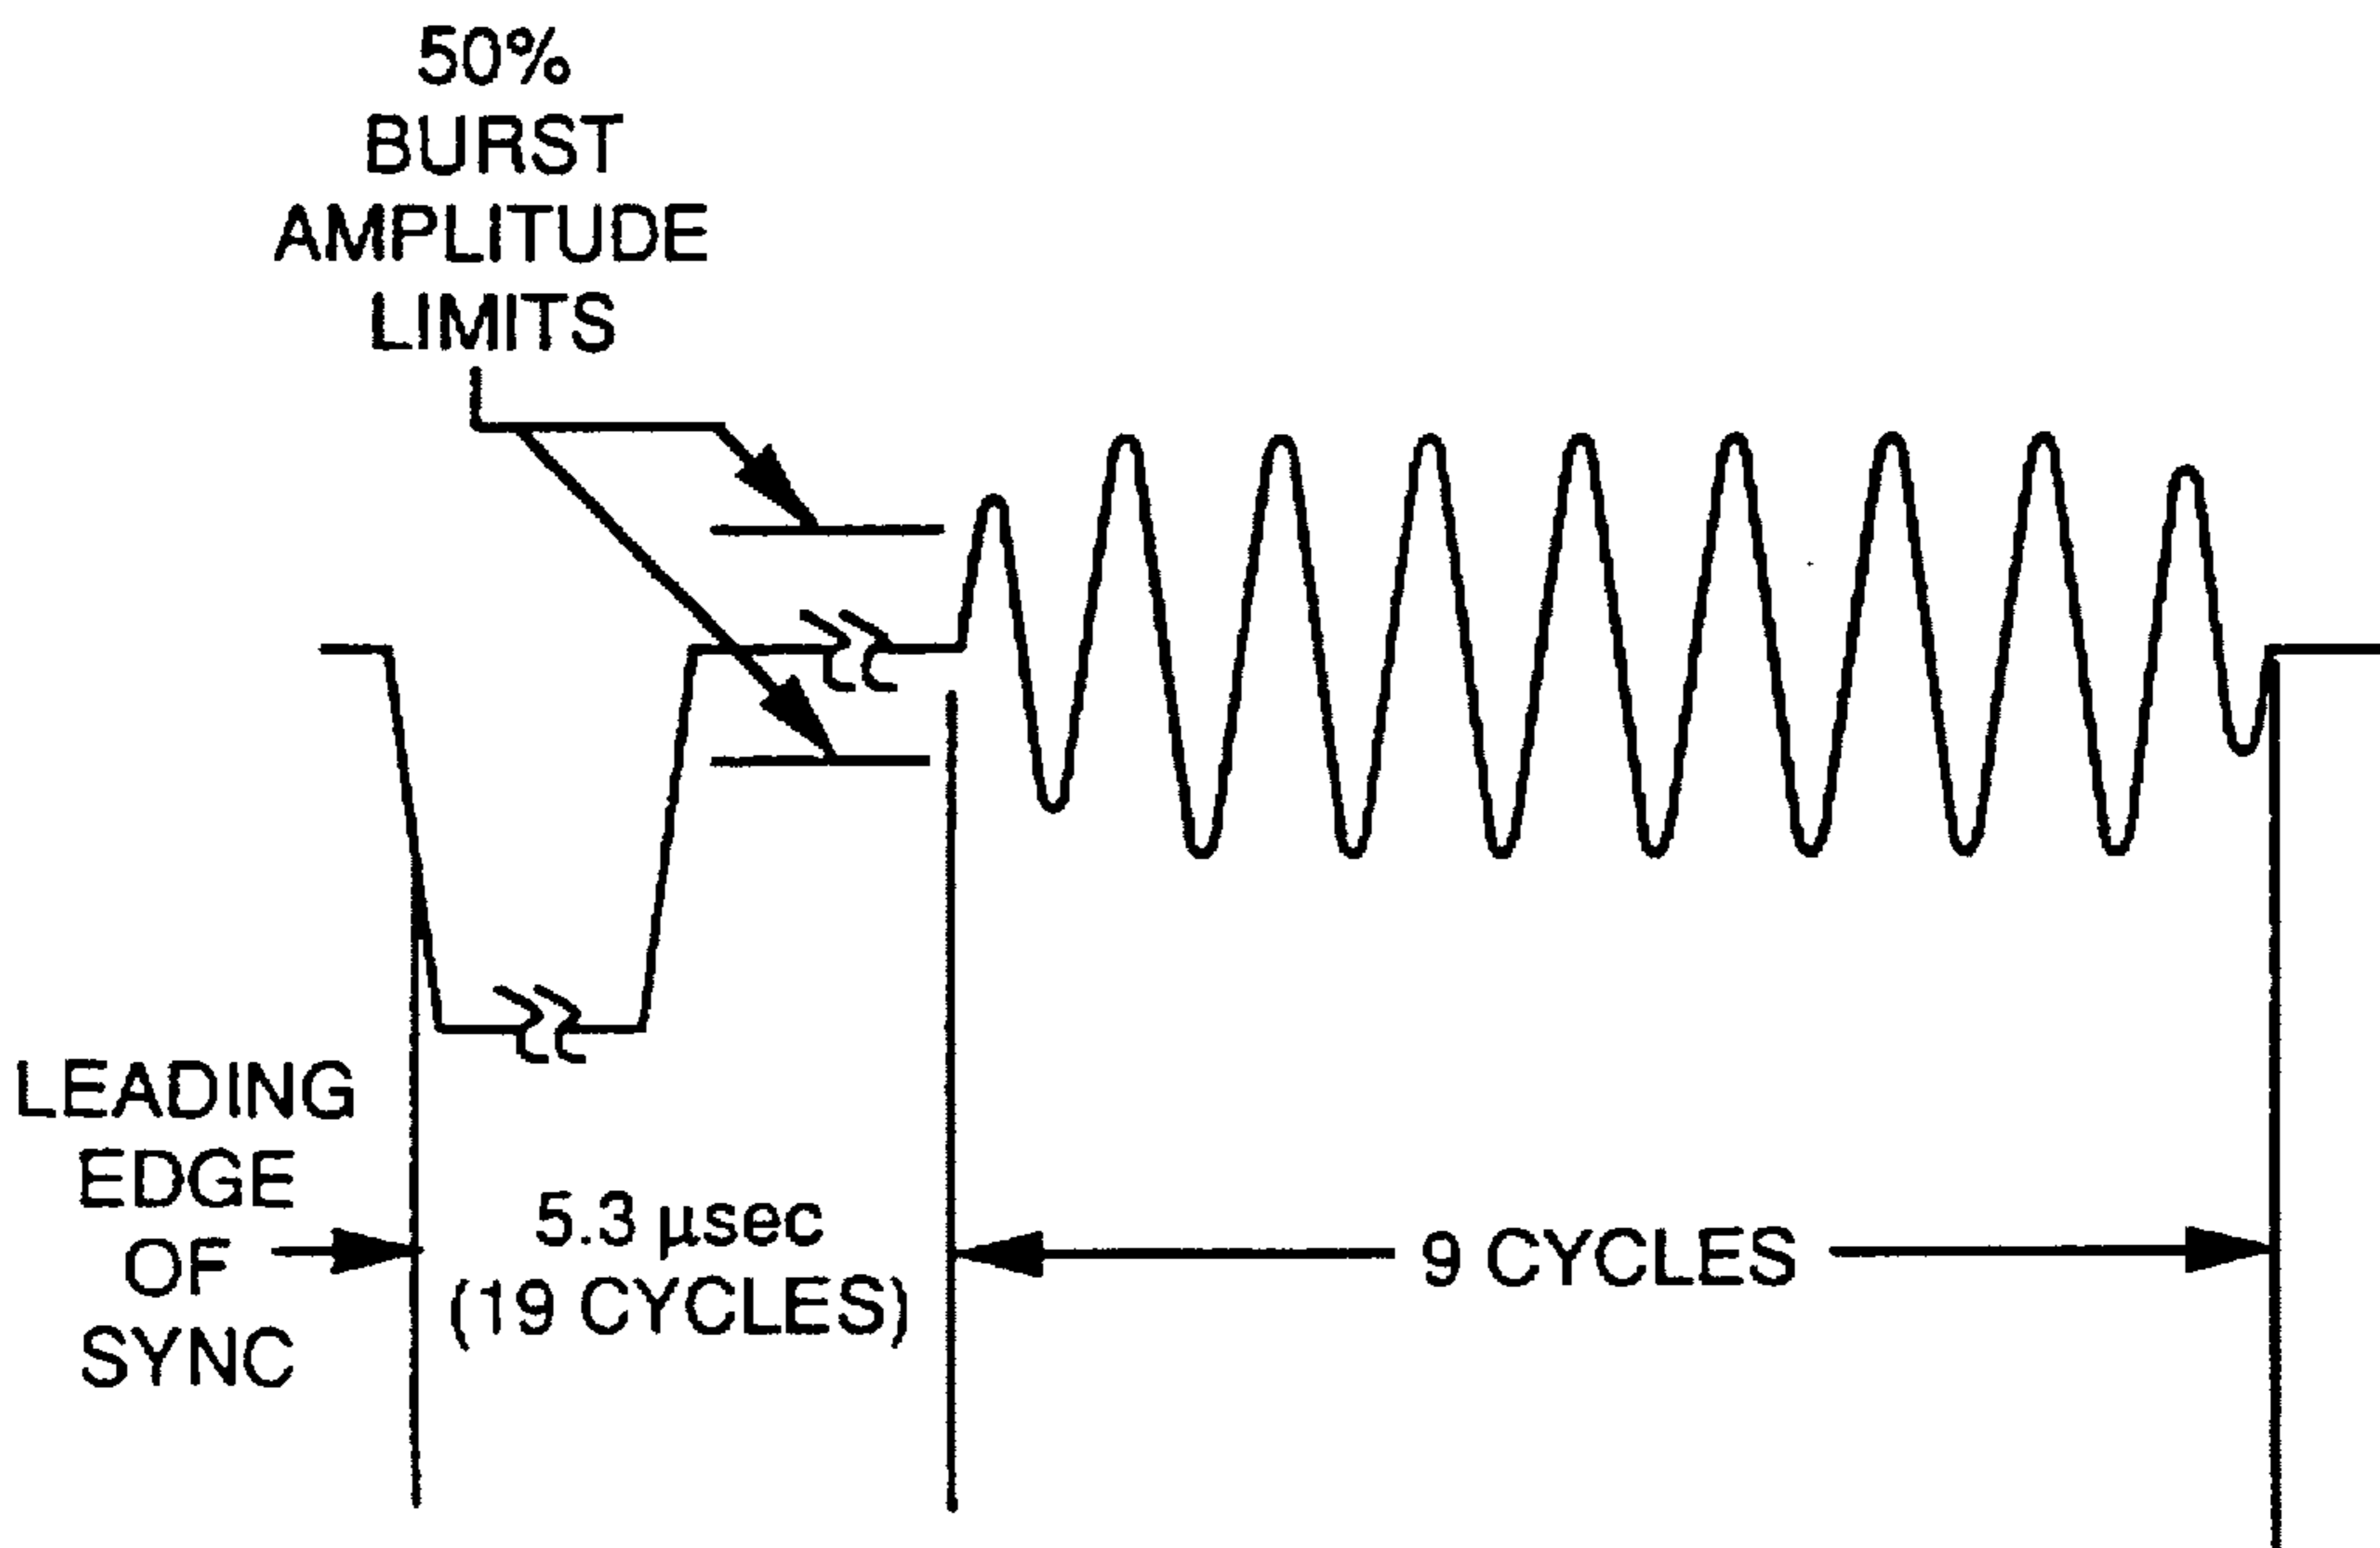 50%
BURST
AMPLITUDE
LIMITS
LEADING
EDGE
OF
SYNC
5.3 µsec
(19 CYCLES)
9 CYCLES